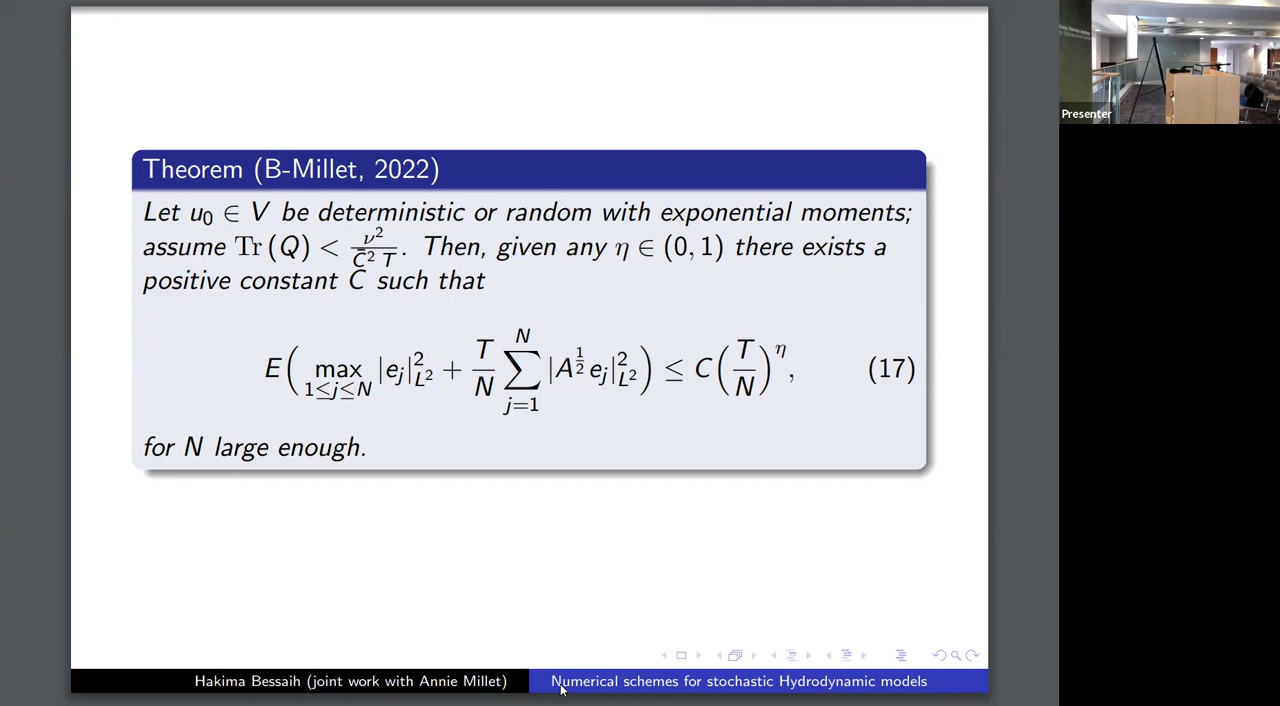 Theorem (B-Millet, 2022)
Let u₀ ∈ V be deterministic or random with exponential moments;
assume Tr (Q) < ν² / (C̄² T). Then, given any η ∈ (0, 1) there exists a
positive constant C such that
E( max_{1≤j≤N} |e_j|²_{L²} + T/N ∑_{j=1}^{N} |A^{1/2} e_j|²_{L²} ) ≤ C(T/N)^η, (17)
for N large enough.
Hakima Bessaih (joint work with Annie Millet)
Numerical schemes for stochastic Hydrodynamic models
Presenter